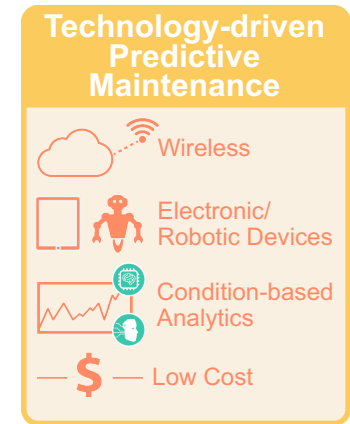 Technology-driven
Predictive
Maintenance
Wireless
Electronic/
Robotic Devices
Condition-based
Analytics
$ Low Cost